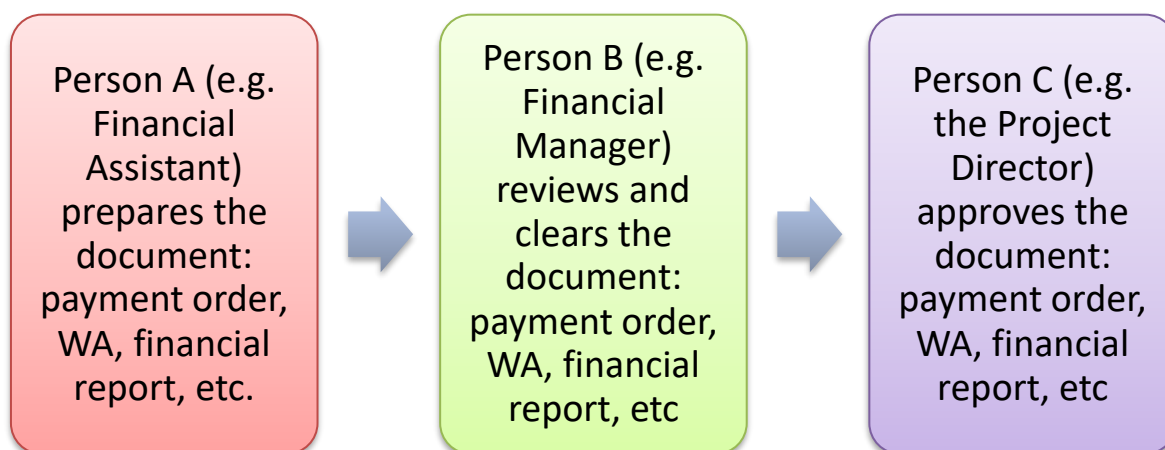 Person A (e.g.
Financial
Assistant)
prepares the
document:
payment order,
WA, financial
report, etc.
Person B (e.g.
Financial
Manager)
reviews and
clears the
document:
payment order,
WA, financial
report, etc
Person C (e.g.
the Project
Director)
approves the
document:
payment order,
WA, financial
report, etc